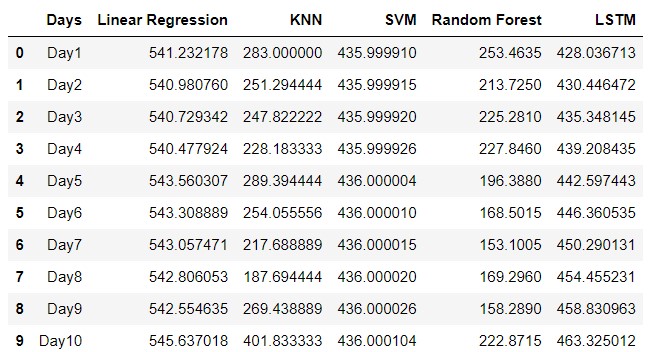 Days Linear Regression KNN SVM Random Forest LSTM
0 Day1 541.232178 283.000000 435.999910 253.4635 428.036713
1 Day2 540.980760 251.294444 435.999915 213.7250 430.446472
2 Day3 540.729342 247.822222 435.999920 225.2810 435.348145
3 Day4 540.477924 228.183333 435.999926 227.8460 439.208435
4 Day5 543.560307 289.394444 436.000004 196.3880 442.597443
5 Day6 543.308889 254.055556 436.000010 168.5015 446.360535
6 Day7 543.057471 217.688889 436.000015 153.1005 450.290131
7 Day8 542.806053 187.694444 436.000020 169.2960 454.455231
8 Day9 542.554635 269.438889 436.000026 158.2890 458.830963
9 Day10 545.637018 401.833333 436.000104 222.8715 463.325012